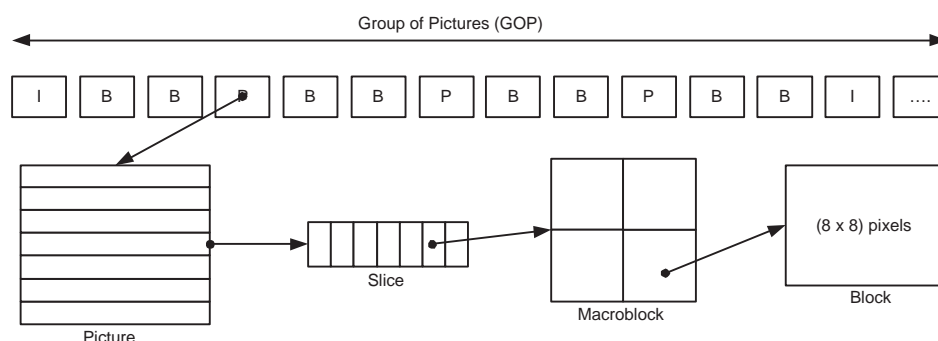 Group of Pictures (GOP)
I B B P B B P B B P B B I ....
(8 x 8) pixels
Slice
Block
Macroblock
Picture